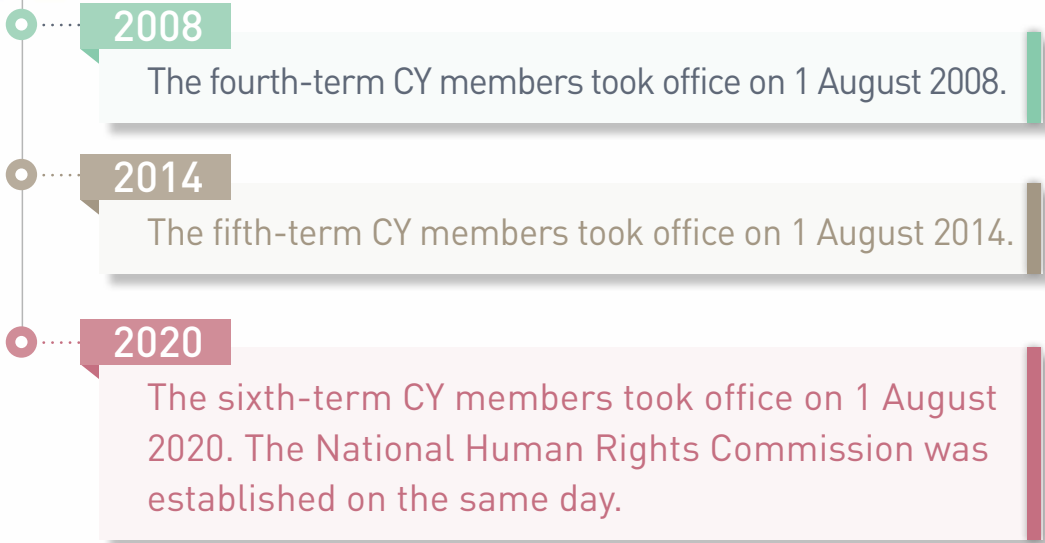 2008
The fourth-term CY members took office on 1 August 2008.
2014
The fifth-term CY members took office on 1 August 2014.
2020
The sixth-term CY members took office on 1 August
2020. The National Human Rights Commission was
established on the same day.